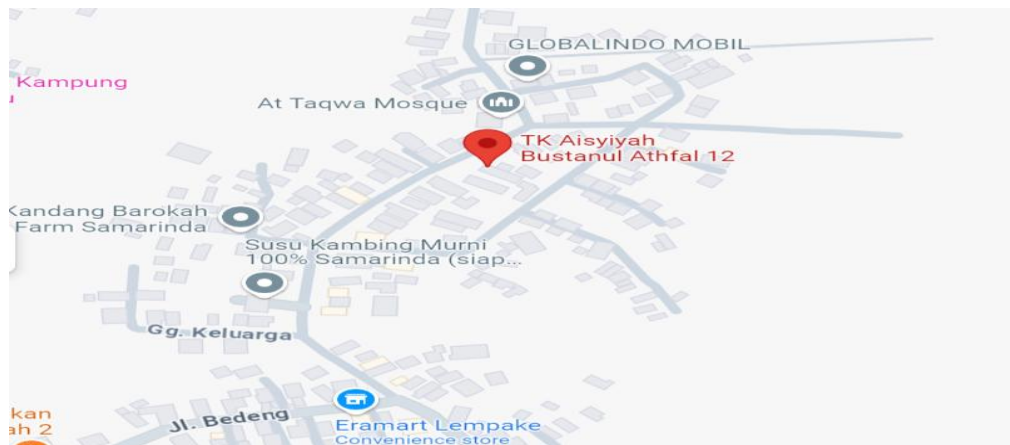 GLOBALINDO MOBIL
Kampung
At Taqwa Mosque
TK Aisyiyah
Bustanul Athfal 12
Kandang Barokah
Farm Samarinda
Susu Kambing Murni
100% Samarinda (siap...
Gg. Keluarga
Jl. Bedeng
Eramart Lempake
Convenience store
kan
ah 2